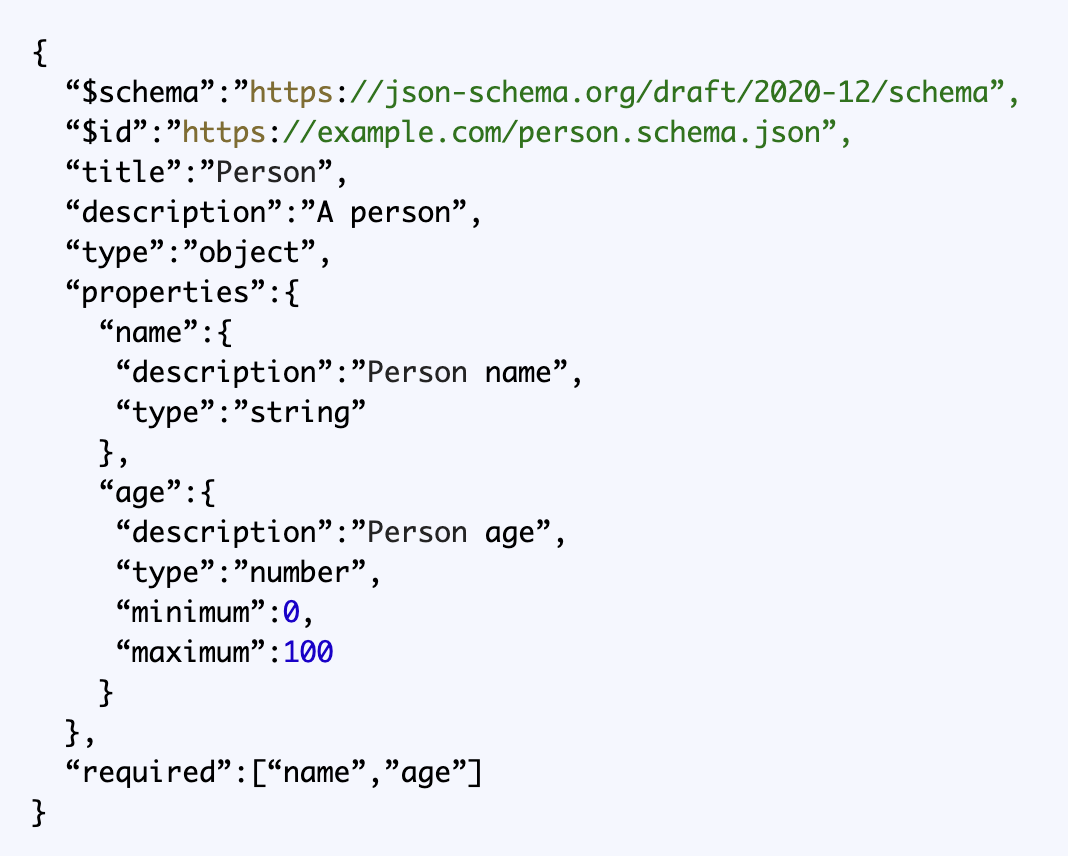 {
  “$schema”:”https://json-schema.org/draft/2020-12/schema”,
  “$id”:”https://example.com/person.schema.json”,
  “title”:”Person”,
  “description”:”A person”,
  “type”:”object”,
  “properties”:{
    “name”:{
     “description”:”Person name”,
     “type”:”string”
    },
    “age”:{
     “description”:”Person age”,
     “type”:”number”,
     “minimum”:0,
     “maximum”:100
    }
  },
  “required”:[“name”,”age”]
}